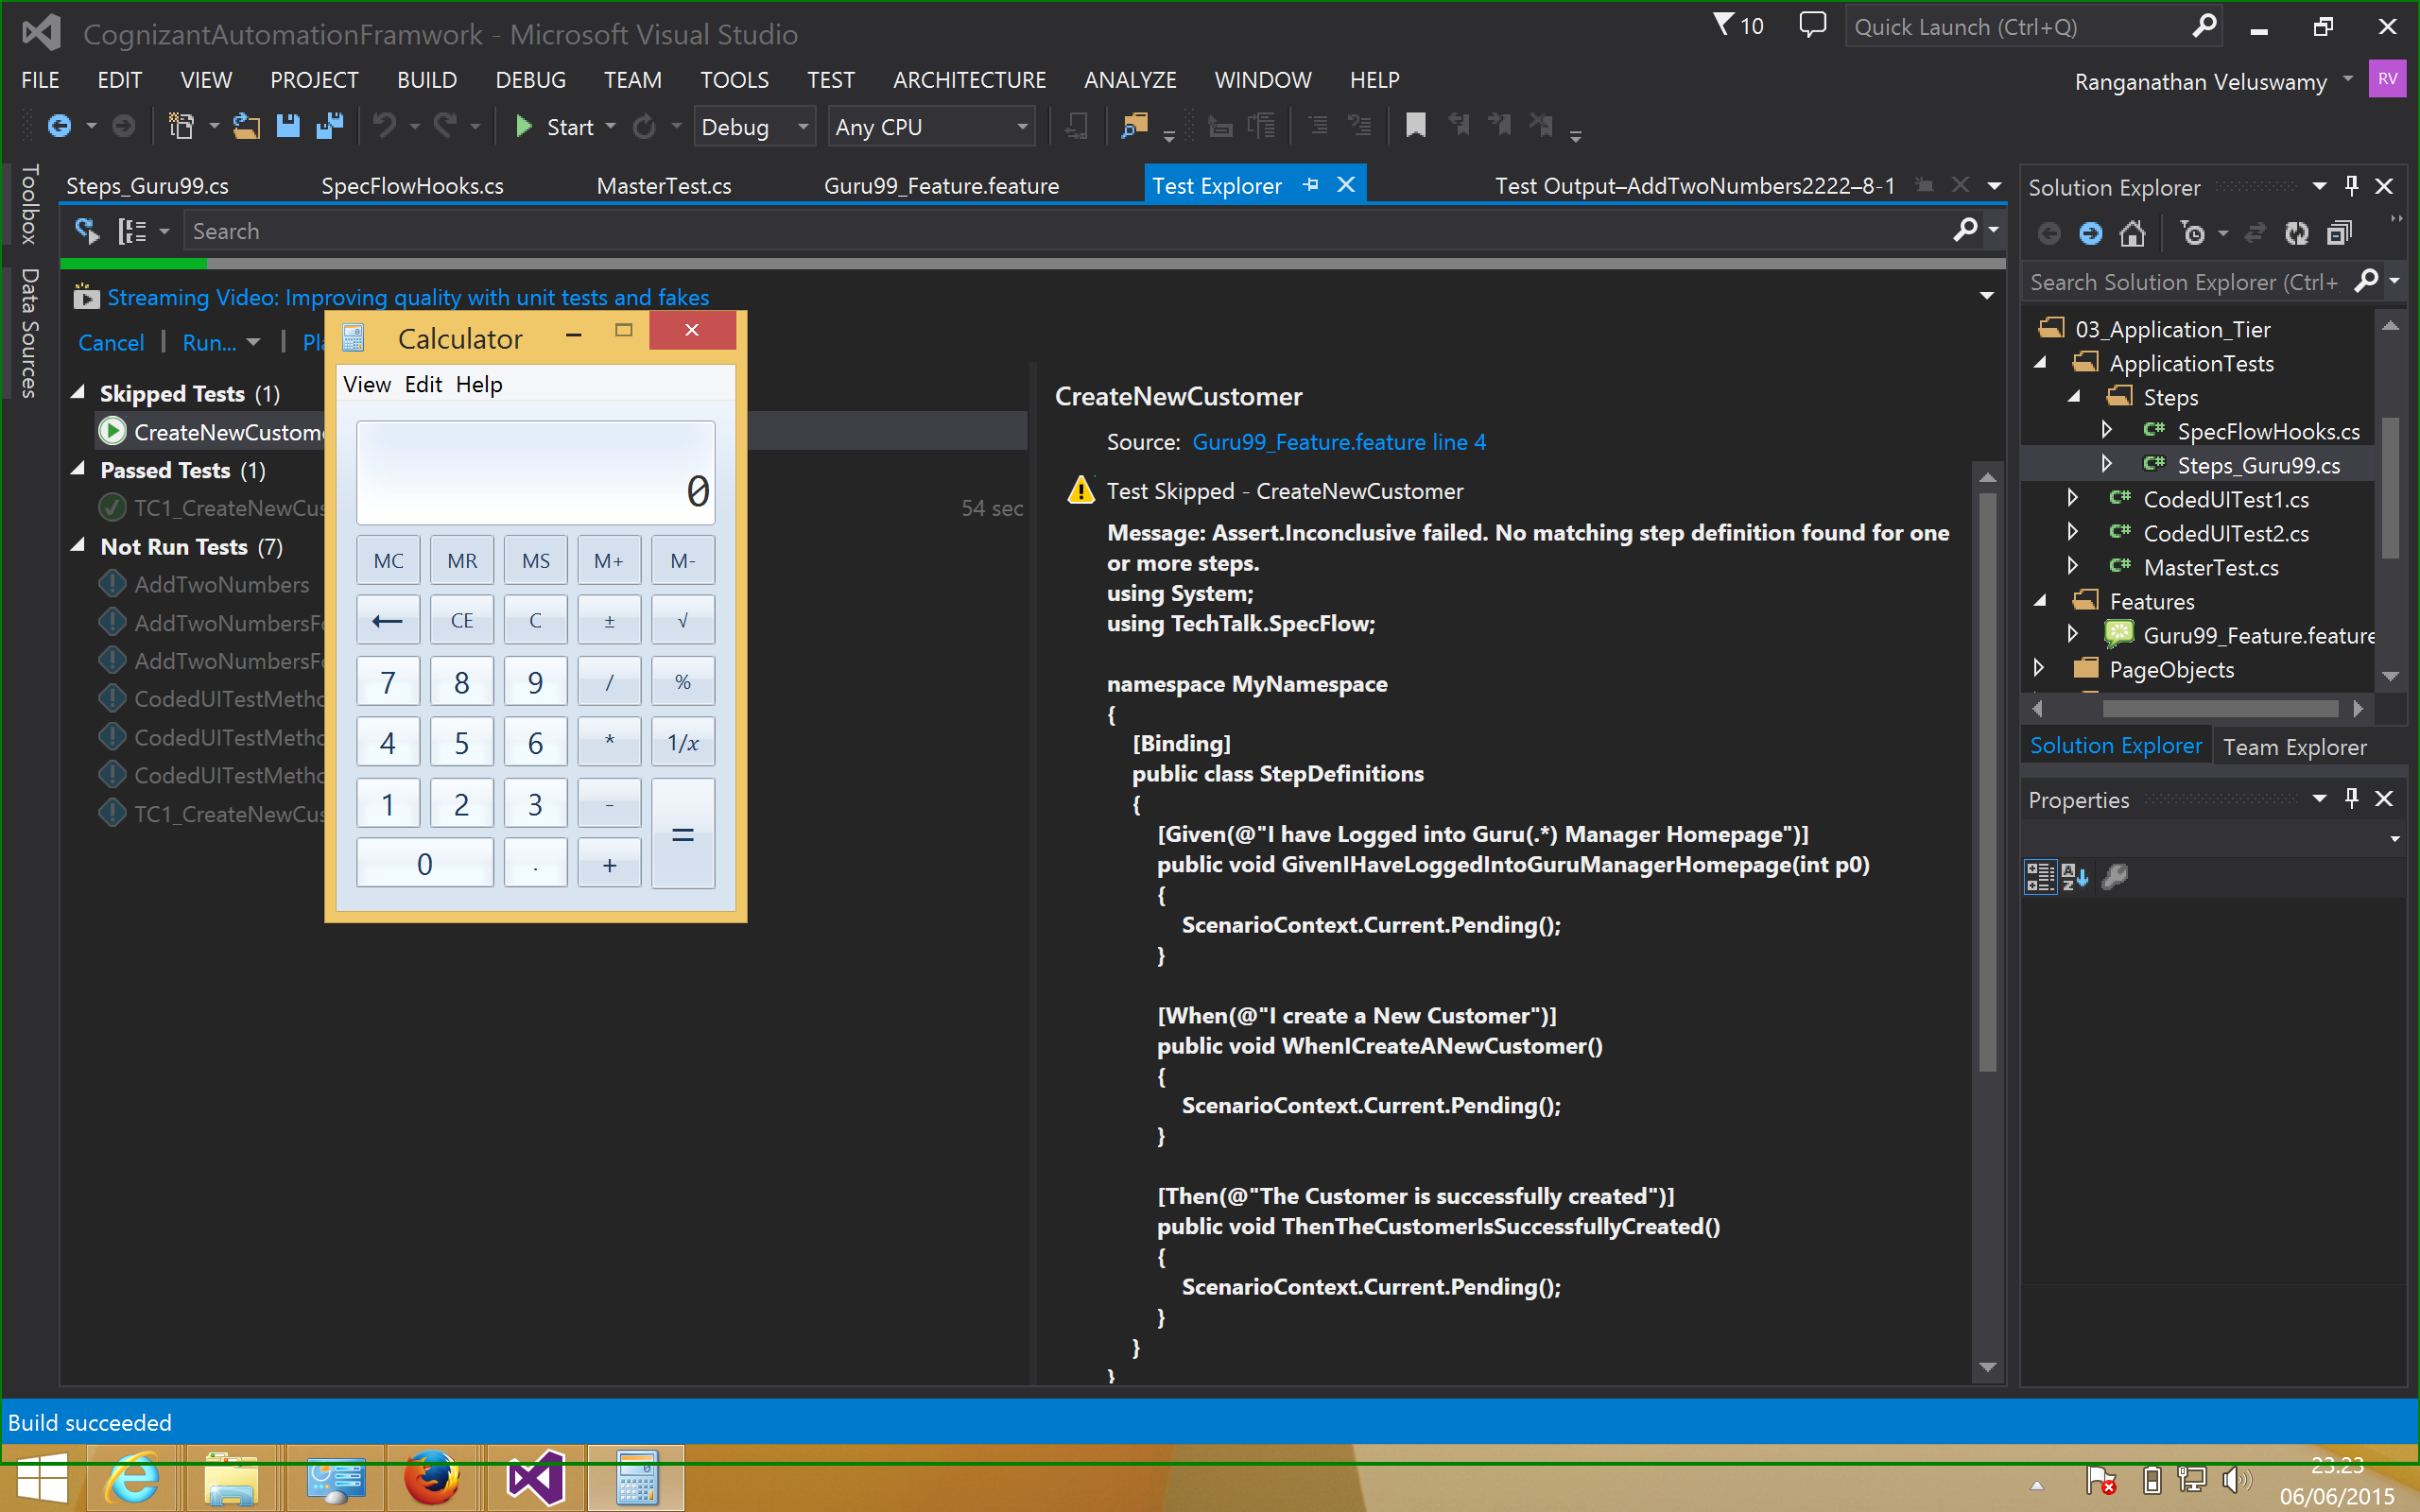 CognizantAutomationFramwork - Microsoft Visual Studio
10
Quick Launch (Ctrl+Q)
FILE EDIT VIEW PROJECT BUILD DEBUG TEAM TOOLS TEST ARCHITECTURE ANALYZE WINDOW HELP
Ranganathan Veluswamy
RV
Start
Debug
Any CPU
Toolbox
Data Sources
Steps_Guru99.cs
SpecFlowHooks.cs
MasterTest.cs
Guru99_Feature.feature
Test Explorer
Test Output–AddTwoNumbers2222–8-1
Search
Streaming Video: Improving quality with unit tests and fakes
Cancel | Run... | Pl
Skipped Tests (1)
CreateNewCustom
Passed Tests (1)
TC1_CreateNewCus
54 sec
Not Run Tests (7)
AddTwoNumbers
AddTwoNumbersFo
AddTwoNumbersFo
CodedUITestMetho
CodedUITestMetho
CodedUITestMetho
TC1_CreateNewCus
Calculator
View Edit Help
0
MC MR MS M+ M-
← CE C ± √
7 8 9 / %
4 5 6 * 1/x
1 2 3 - =
0 . +
CreateNewCustomer
Source: Guru99_Feature.feature line 4
Test Skipped - CreateNewCustomer
Message: Assert.Inconclusive failed. No matching step definition found for one
or more steps.
using System;
using TechTalk.SpecFlow;
namespace MyNamespace
{
[Binding]
public class StepDefinitions
{
[Given(@"I have Logged into Guru(.*) Manager Homepage")]
public void GivenIHaveLoggedIntoGuruManagerHomepage(int p0)
{
ScenarioContext.Current.Pending();
}
[When(@"I create a New Customer")]
public void WhenICreateANewCustomer()
{
ScenarioContext.Current.Pending();
}
[Then(@"The Customer is successfully created")]
public void ThenTheCustomerIsSuccessfullyCreated()
{
ScenarioContext.Current.Pending();
}
}
}
Solution Explorer
Search Solution Explorer (Ctrl+
03_Application_Tier
ApplicationTests
Steps
C# SpecFlowHooks.cs
C# Steps_Guru99.cs
C# CodedUITest1.cs
C# CodedUITest2.cs
C# MasterTest.cs
Features
Guru99_Feature.feature
PageObjects
Solution Explorer Team Explorer
Properties
Build succeeded
23:23
06/06/2015